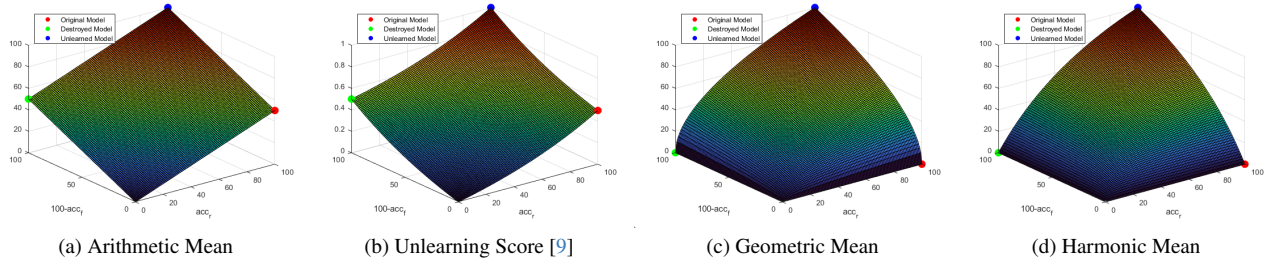 Original Model
Destroyed Model
Unlearned Model
100
80
60
40
20
0
100
50
0
0
20
40
60
80
100
100-acc_f
acc_r
(a) Arithmetic Mean
Original Model
Destroyed Model
Unlearned Model
1
0.8
0.6
0.4
0.2
0
100
50
0
0
20
40
60
80
100
100-acc_f
acc_r
(b) Unlearning Score [9]
Original Model
Destroyed Model
Unlearned Model
100
80
60
40
20
0
100
50
0
0
20
40
60
80
100
100-acc_f
acc_r
(c) Geometric Mean
Original Model
Destroyed Model
Unlearned Model
100
80
60
40
20
0
100
50
0
0
20
40
60
80
100
100-acc_f
acc_r
(d) Harmonic Mean